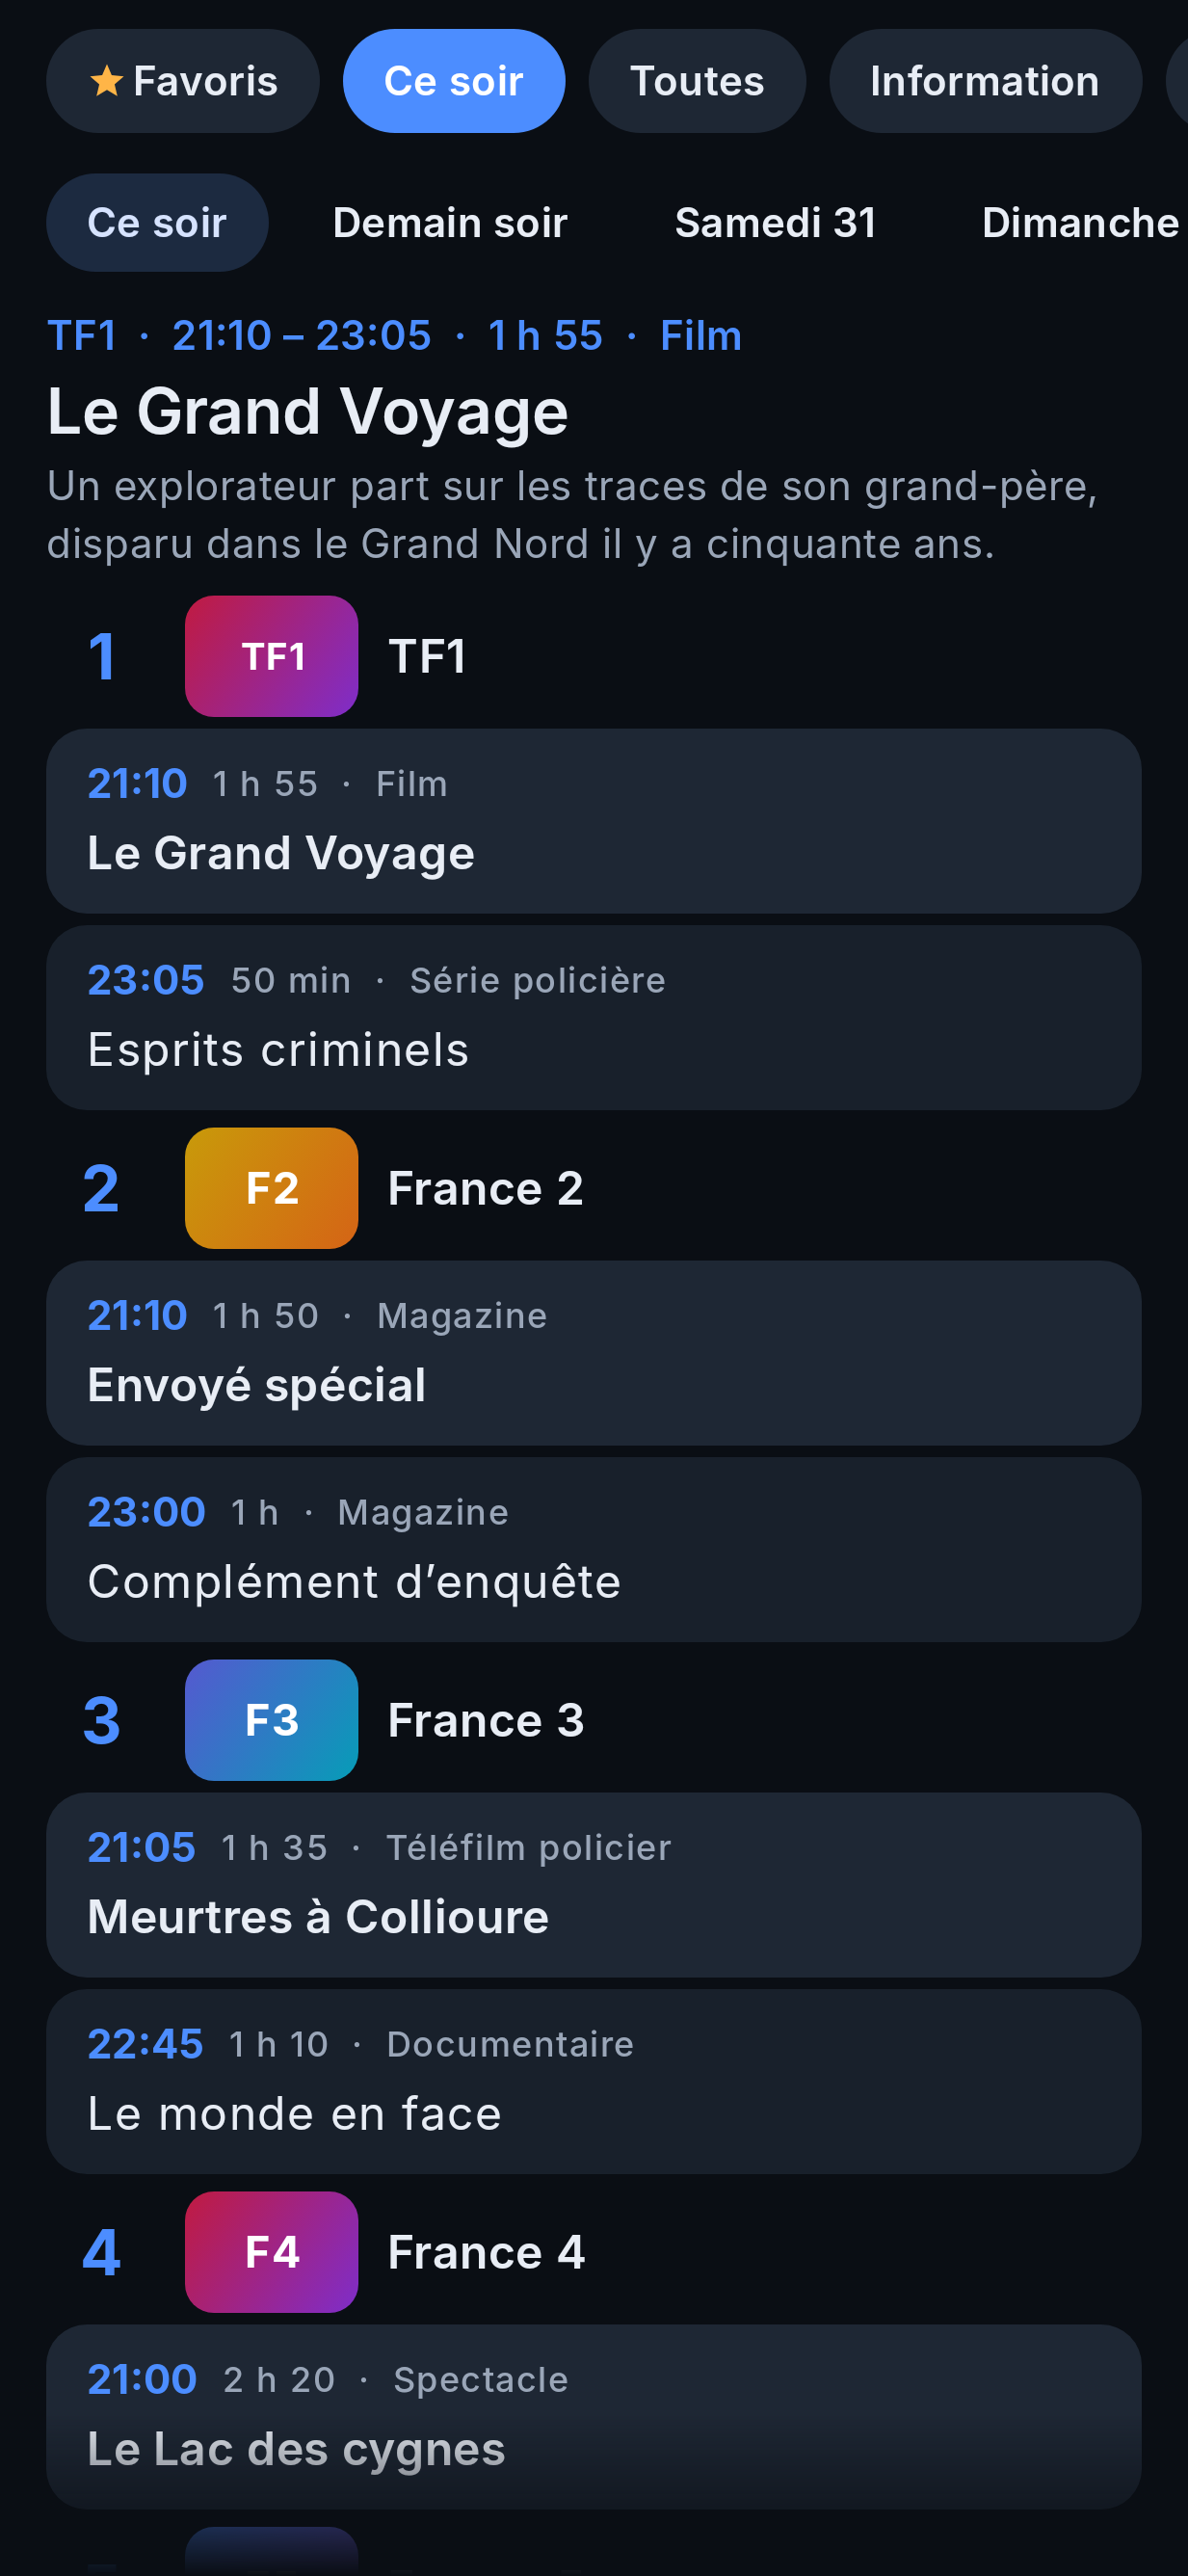 Favoris Ce soir Toutes Information
Ce soir Demain soir Samedi 31 Dimanche
TF1 · 21:10 – 23:05 · 1 h 55 · Film
Le Grand Voyage
Un explorateur part sur les traces de son grand-père,
disparu dans le Grand Nord il y a cinquante ans.
1 TF1 TF1
21:10 1 h 55 · Film
Le Grand Voyage
23:05 50 min · Série policière
Esprits criminels
2 F2 France 2
21:10 1 h 50 · Magazine
Envoyé spécial
23:00 1 h · Magazine
Complément d’enquête
3 F3 France 3
21:05 1 h 35 · Téléfilm policier
Meurtres à Collioure
22:45 1 h 10 · Documentaire
Le monde en face
4 F4 France 4
21:00 2 h 20 · Spectacle
Le Lac des cygnes